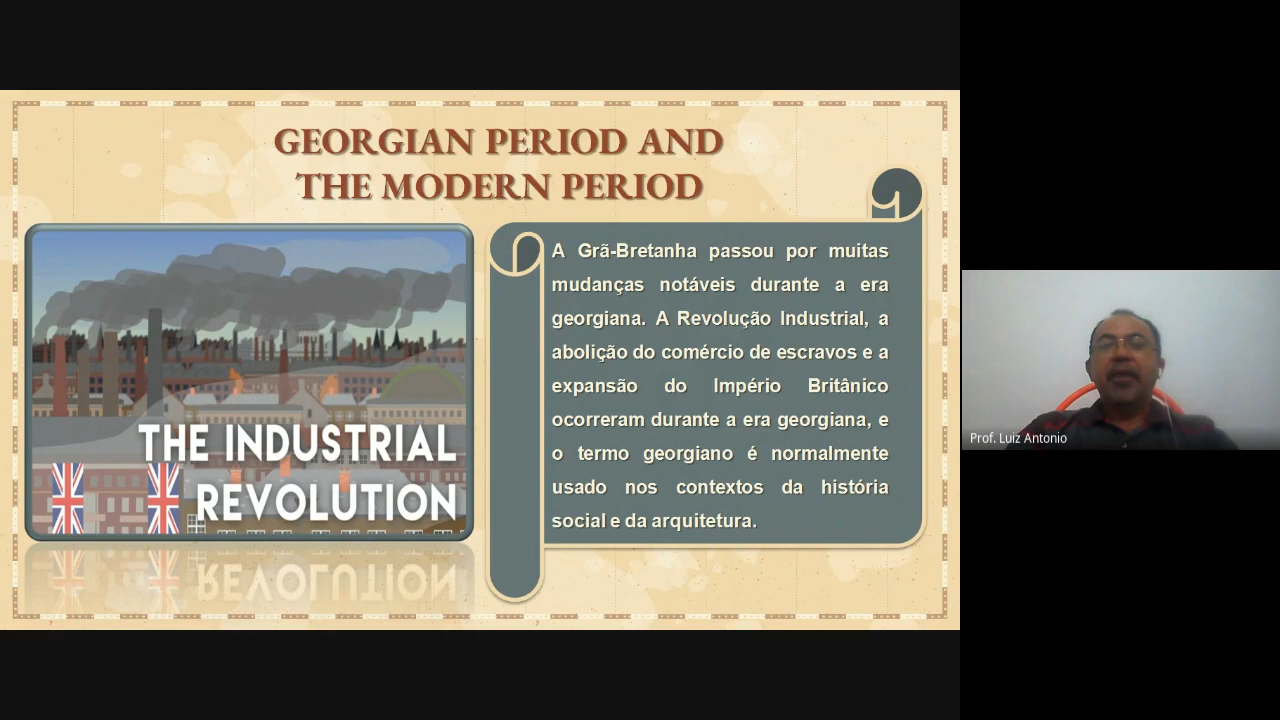 GEORGIAN PERIOD AND
THE MODERN PERIOD
THE INDUSTRIAL
REVOLUTION
A Grã-Bretanha passou por muitas
mudanças notáveis durante a era
georgiana. A Revolução Industrial, a
abolição do comércio de escravos e a
expansão do Império Britânico
ocorreram durante a era georgiana, e
o termo georgiano é normalmente
usado nos contextos da história
social e da arquitetura.
Prof. Luiz Antonio